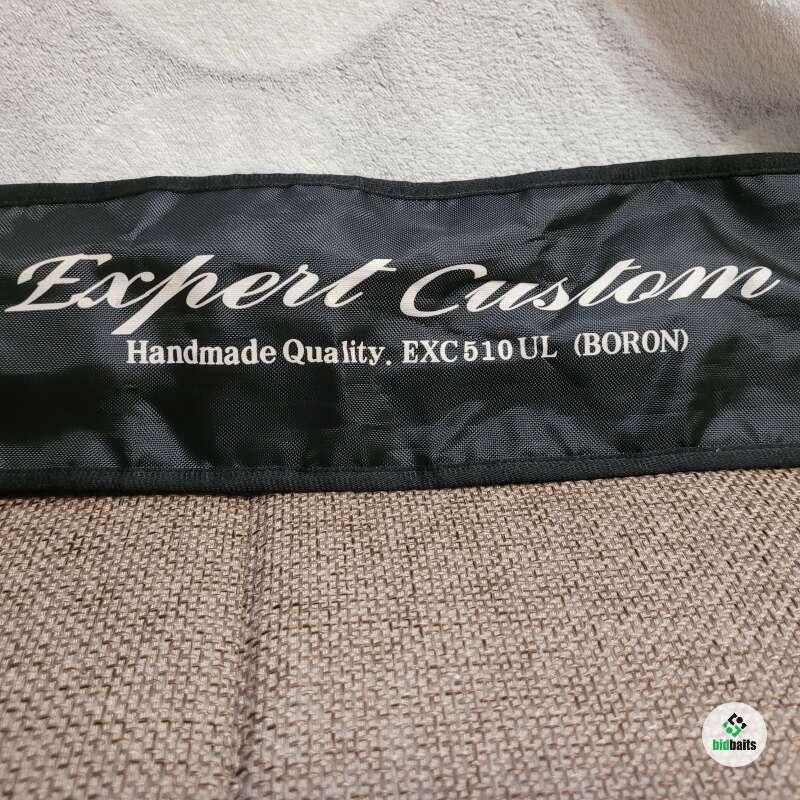 Expert Custom
Handmade Quality. EXC510UL (BORON)
bidbaits